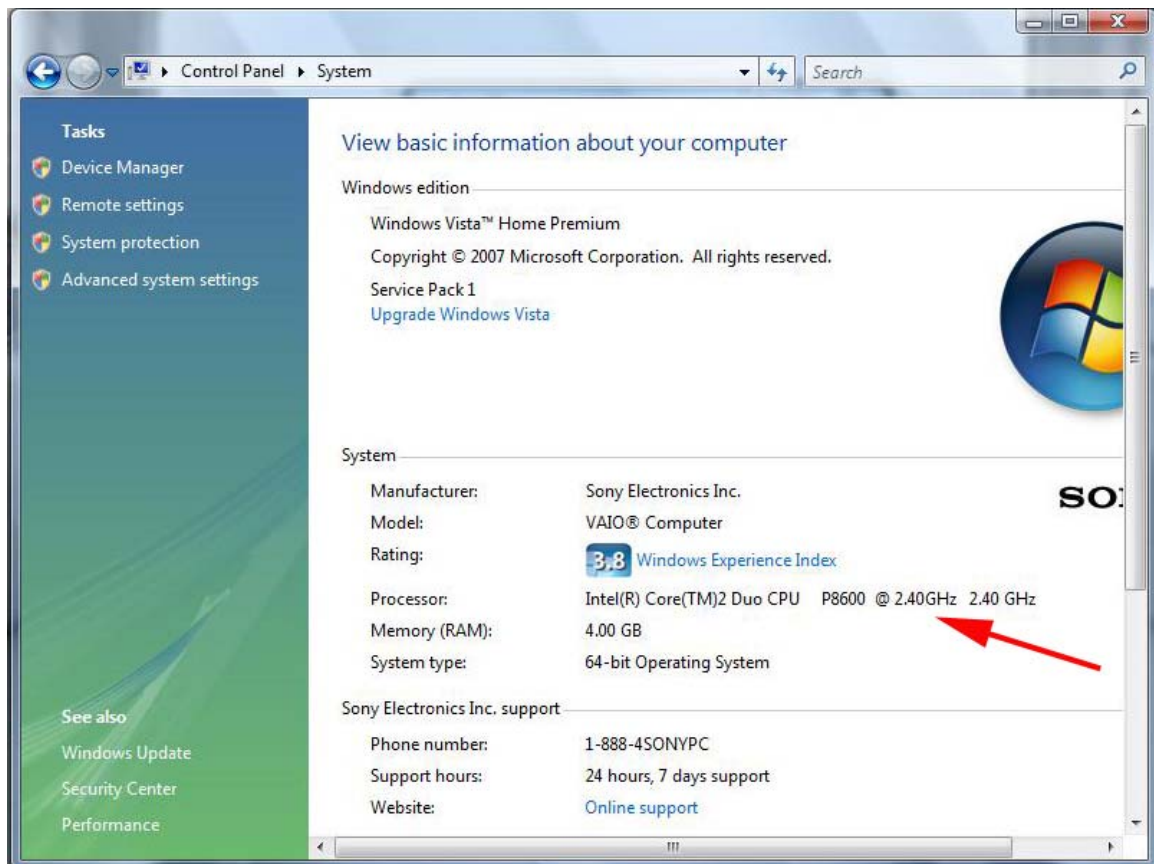 Control Panel ▸ System
Search
Tasks
Device Manager
Remote settings
System protection
Advanced system settings
See also
Windows Update
Security Center
Performance
View basic information about your computer
Windows edition
Windows Vista™ Home Premium
Copyright © 2007 Microsoft Corporation. All rights reserved.
Service Pack 1
Upgrade Windows Vista
System
Manufacturer: Sony Electronics Inc.
Model: VAIO® Computer
Rating: 3,8 Windows Experience Index
Processor: Intel(R) Core(TM)2 Duo CPU P8600 @ 2.40GHz 2.40 GHz
Memory (RAM): 4.00 GB
System type: 64-bit Operating System
Sony Electronics Inc. support
Phone number: 1-888-4SONYPC
Support hours: 24 hours, 7 days support
Website: Online support